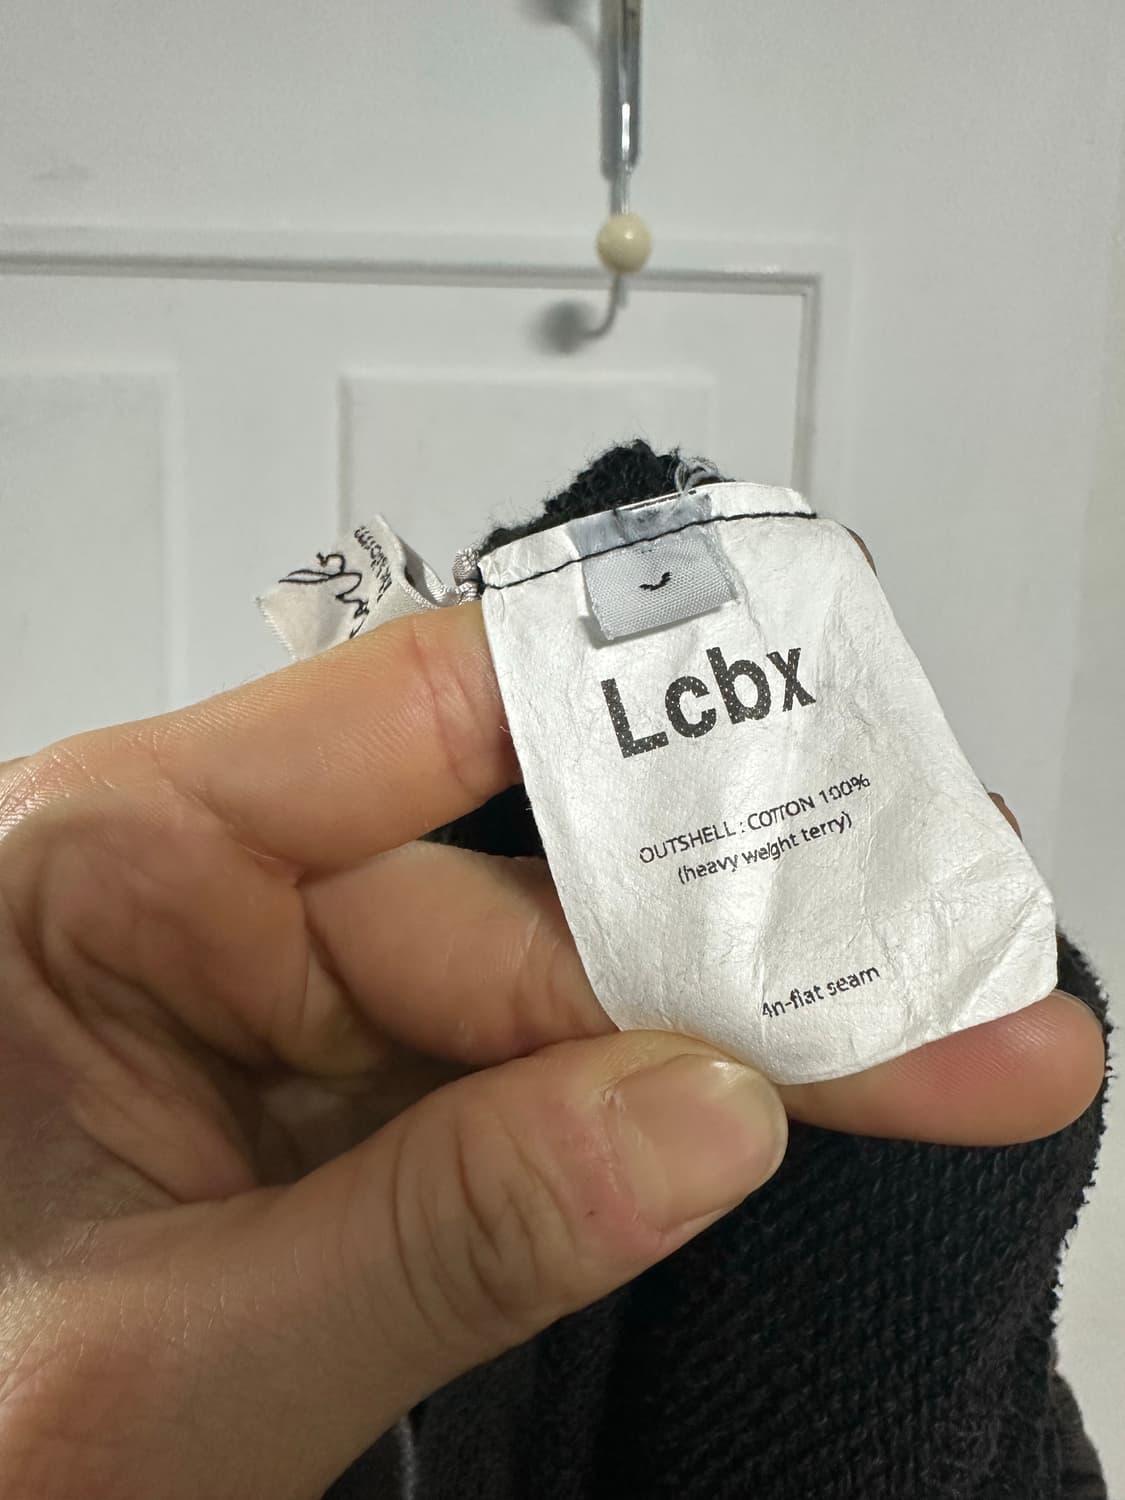 Lcbx
OUTSHELL : COTTON 100%
(heavy weight terry)
4n-flat seam